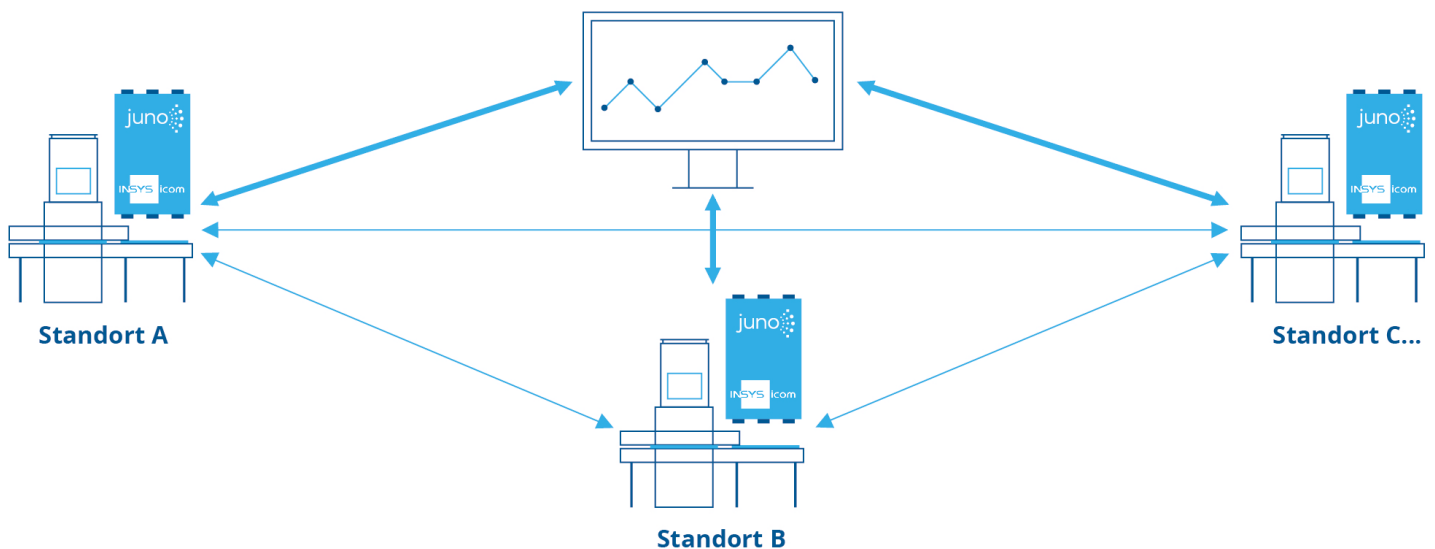 juno
INSYS icom
Standort A
juno
INSYS icom
Standort C...
juno
INSYS icom
Standort B